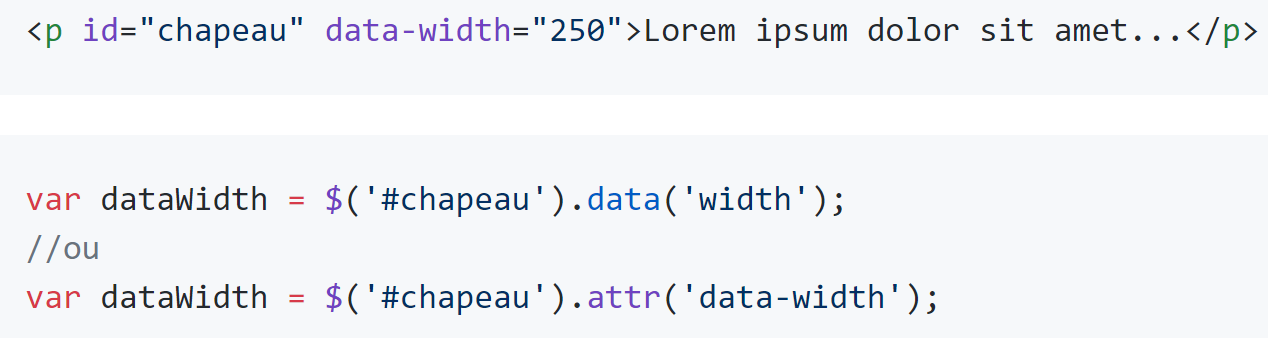 <p id="chapeau" data-width="250">Lorem ipsum dolor sit amet...</p>
var dataWidth = $('#chapeau').data('width');
//ou
var dataWidth = $('#chapeau').attr('data-width');